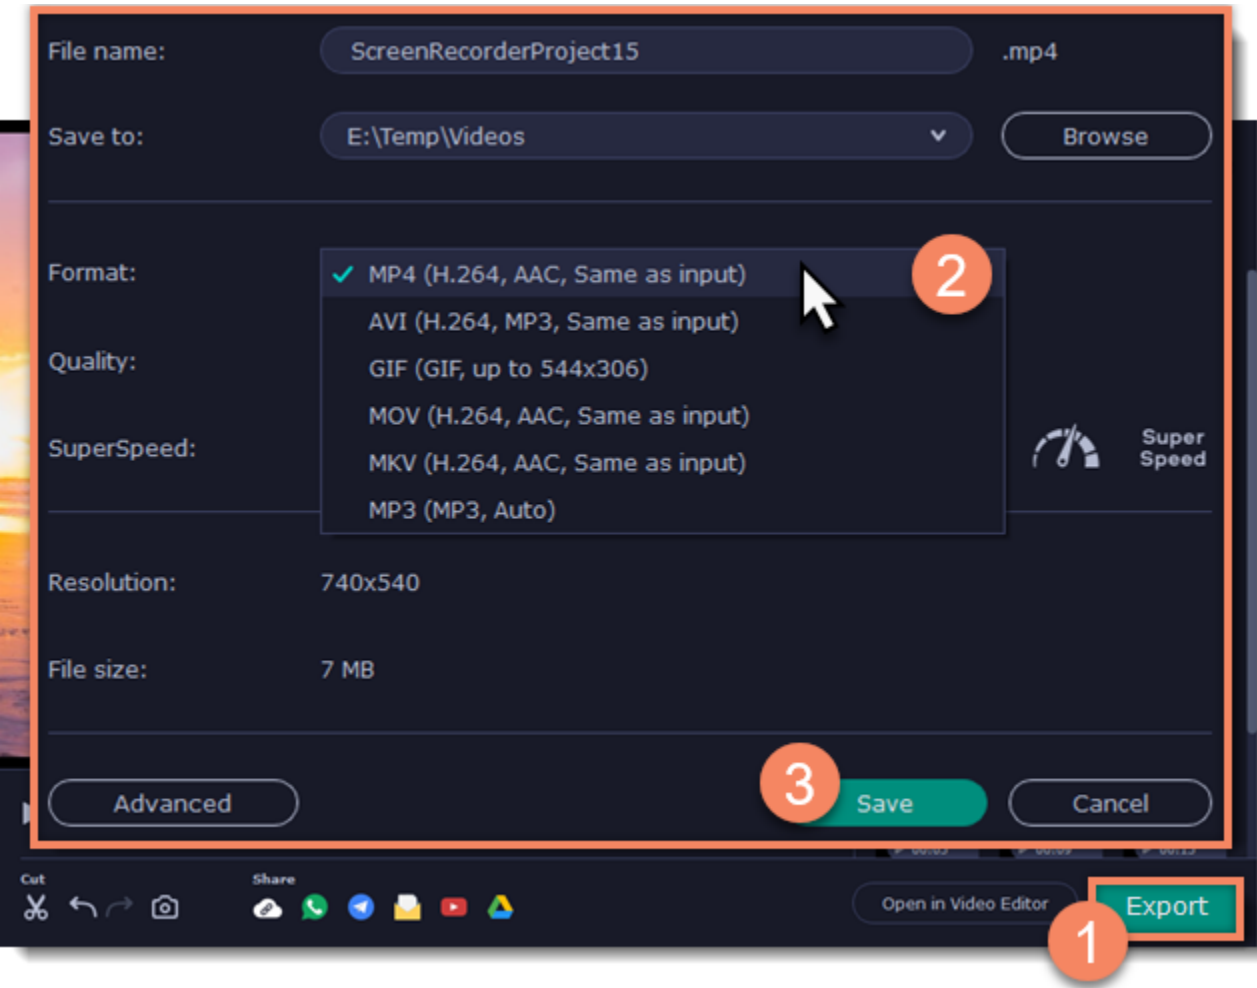 File name: ScreenRecorderProject15 .mp4
Save to: E:\Temp\Videos Browse
Format: MP4 (H.264, AAC, Same as input) 2
AVI (H.264, MP3, Same as input)
Quality: GIF (GIF, up to 544x306)
MOV (H.264, AAC, Same as input)
SuperSpeed: MKV (H.264, AAC, Same as input) Super
Speed
MP3 (MP3, Auto)
Resolution: 740x540
File size: 7 MB
Advanced 3 Save Cancel
Cut Share
Open in Video Editor Export
1